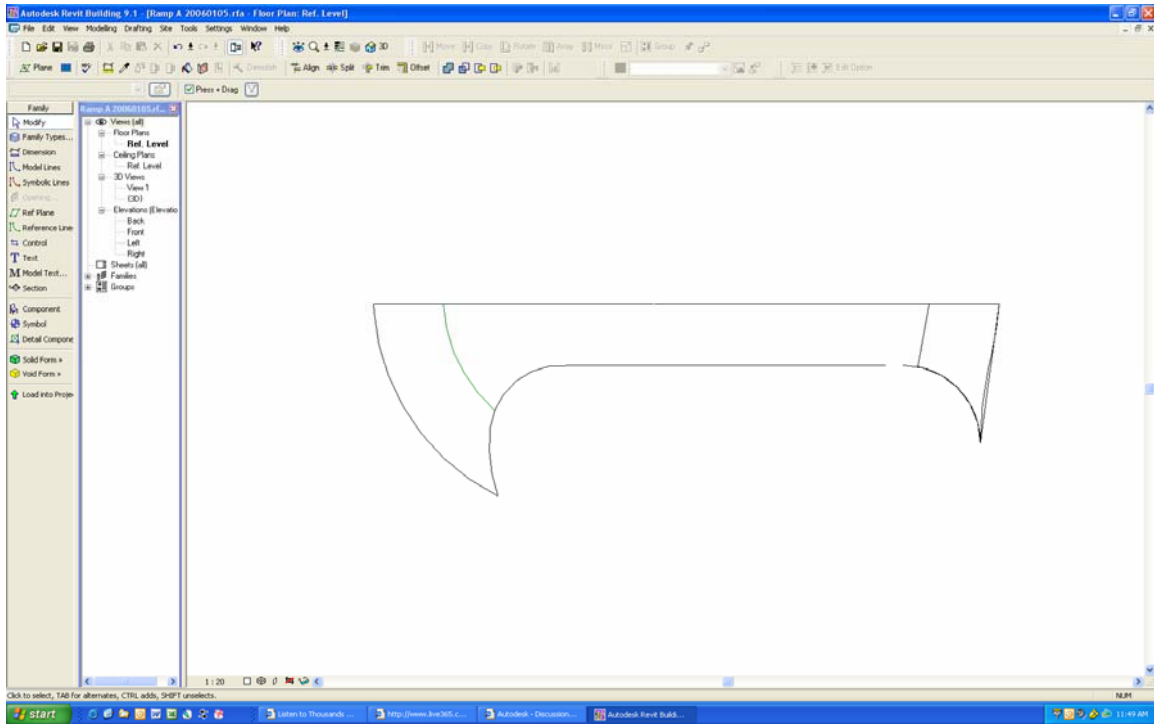 Autodesk Revit Building 9.1 - [Ramp A 20060105.rfa - Floor Plan: Ref. Level]
File Edit View Modelling Drafting Site Tools Settings Window Help
3D Move Copy Rotate Array Mirror Group
Plane Demolish Align Split Trim Offset Edit Option
Press + Drag
Family
Modify
Family Types...
Dimension
Model Lines
Symbolic Lines
Opening...
Ref Plane
Reference Line
Control
Text
Model Text...
Section
Component
Symbol
Detail Compone
Solid Form »
Void Form »
Load into Proje
Ramp A 20060105.rf...
Views (all)
Floor Plans
Ref. Level
Ceiling Plans
Ref. Level
3D Views
View 1
{3D}
Elevations (Elevatio
Back
Front
Left
Right
Sheets (all)
Families
Groups
1 : 20
Click to select, TAB for alternates, CTRL adds, SHIFT unselects.
NUM
start
Listen to Thousands ...
http://www.live365.c...
Autodesk - Discussion...
Autodesk Revit Buildi...
11:49 AM